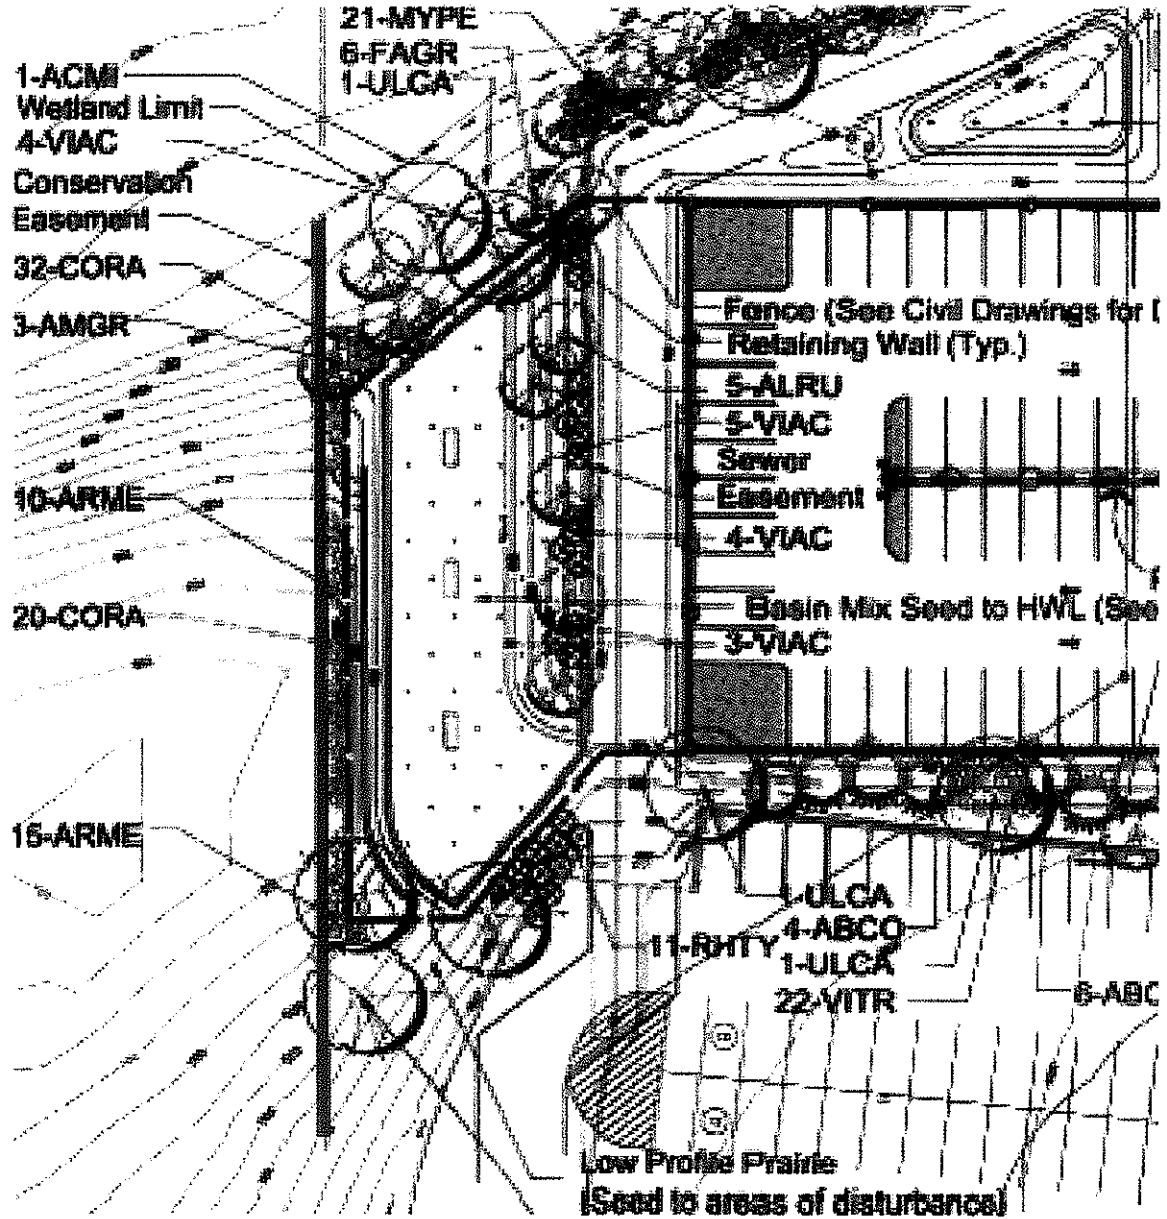 21-MYPE
6-FAGR
1-ULCA
1-ACMI
Wetland Limit
4-VIAC
Conservation
Easement
32-CORA
3-AMGR
10-ARME
20-CORA
15-ARME
Fence (See Civil Drawings for
Retaining Wall (Typ.)
5-ALRU
5-VIAC
Sewer
Easement
4-VIAC
Basin Mix Seed to HWL (See
3-VIAC
1-ULCA
4-ABCO
11-RHTY
1-ULCA
22-VITR
6-ABC
Low Profile Prairie
(Seed to areas of disturbance)